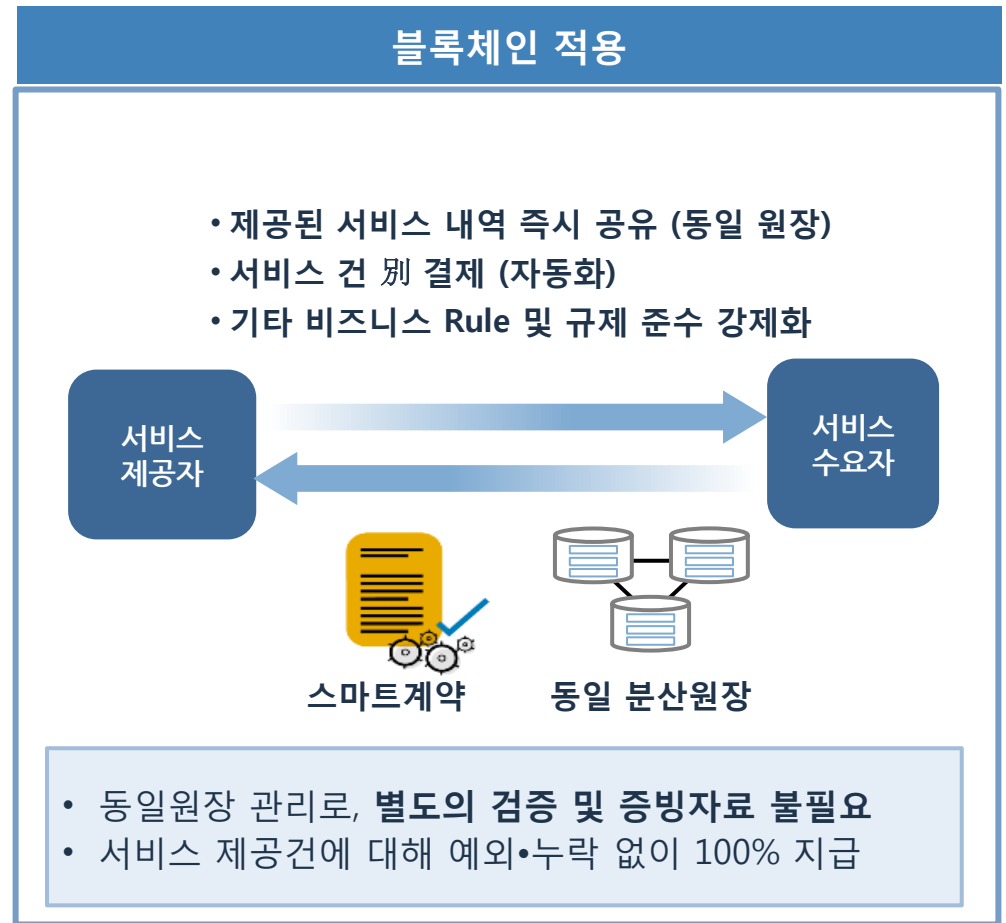 블록체인 적용
• 제공된 서비스 내역 즉시 공유 (동일 원장)
• 서비스 건 別 결제 (자동화)
• 기타 비즈니스 Rule 및 규제 준수 강제화
서비스
제공자
서비스
수요자
스마트계약
동일 분산원장
• 동일원장 관리로, 별도의 검증 및 증빙자료 불필요
• 서비스 제공건에 대해 예외•누락 없이 100% 지급